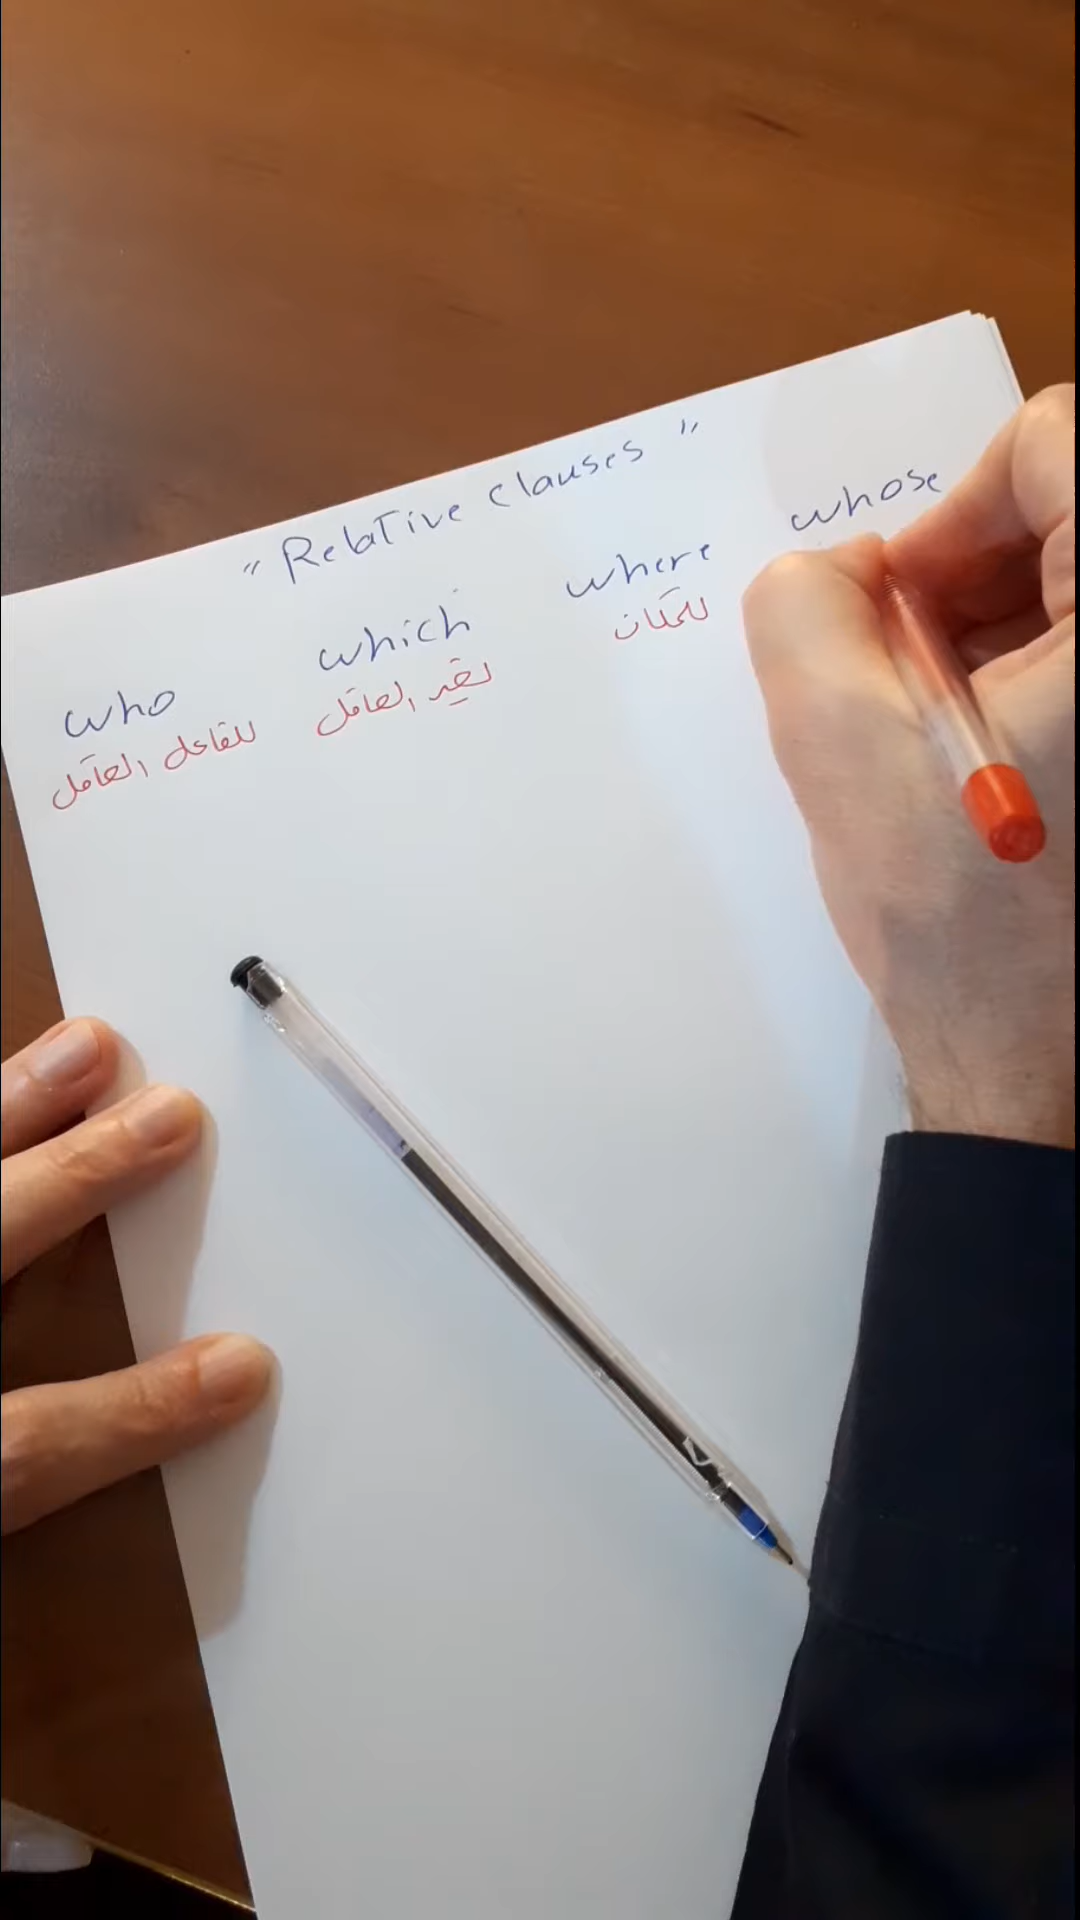 " Relative clauses "
who which where whose
للفاعل العاقل لغير العاقل للمكان